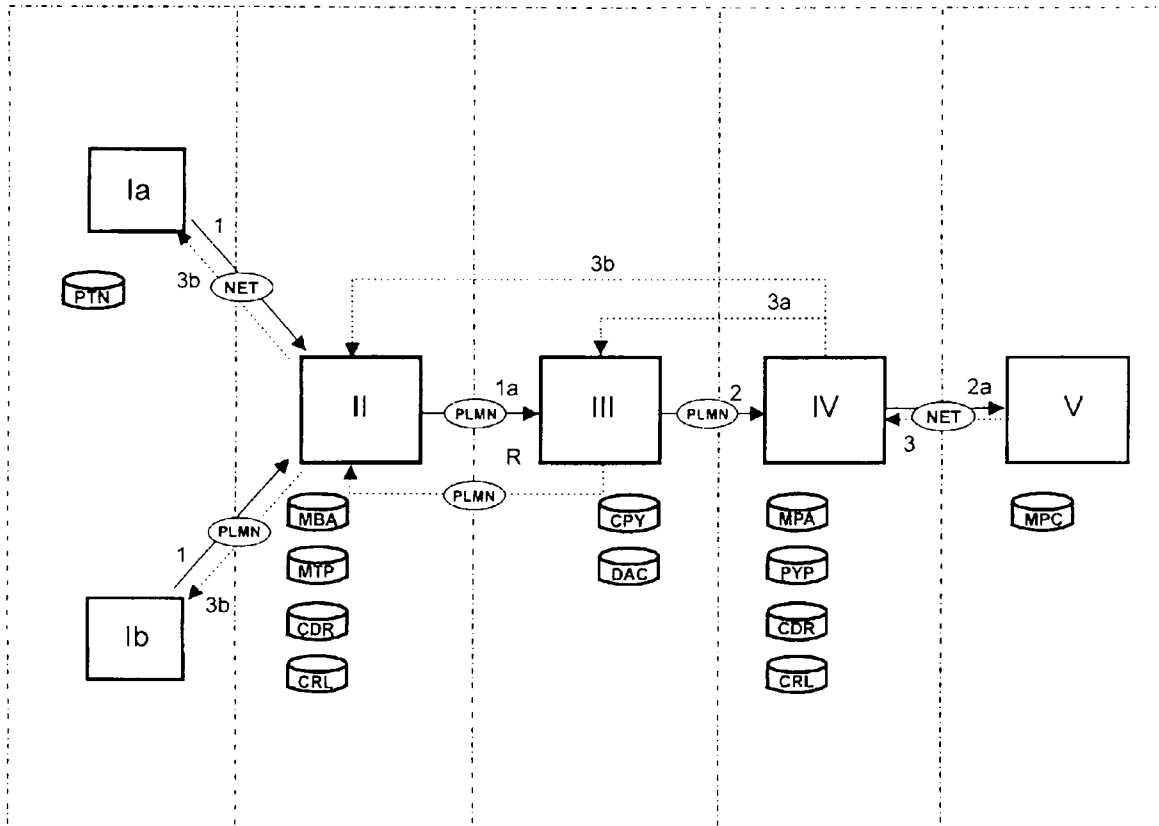 Ia
1
3b
NET
PTN
3b
3a
II
1a
PLMN
III
2
PLMN
IV
2a
NET
3
V
R
PLMN
MBA
CPY
MPA
MPC
MTP
DAC
PYP
CDR
CDR
CRL
CRL
PLMN
1
3b
Ib